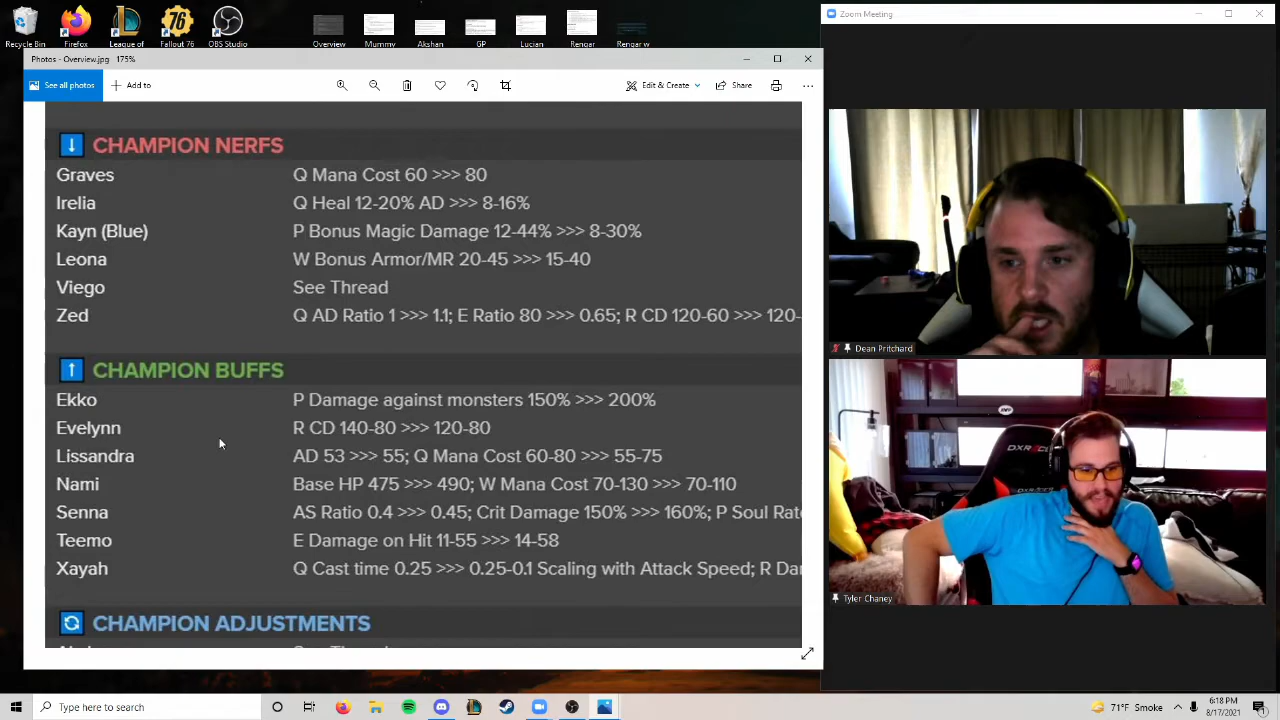 Recycle Bin
Firefox
League of
Fallout 76
OBS Studio
Overview
Mummy
Akshan
GP
Lucian
Rengar
Rengar w
Zoom Meeting
Photos - Overview.jpg 175%
See all photos
Add to
Edit & Create
Share
CHAMPION NERFS
Graves Q Mana Cost 60 >>> 80
Irelia Q Heal 12-20% AD >>> 8-16%
Kayn (Blue) P Bonus Magic Damage 12-44% >>> 8-30%
Leona W Bonus Armor/MR 20-45 >>> 15-40
Viego See Thread
Zed Q AD Ratio 1 >>> 1.1; E Ratio 80 >>> 0.65; R CD 120-60 >>> 120-
CHAMPION BUFFS
Ekko P Damage against monsters 150% >>> 200%
Evelynn R CD 140-80 >>> 120-80
Lissandra AD 53 >>> 55; Q Mana Cost 60-80 >>> 55-75
Nami Base HP 475 >>> 490; W Mana Cost 70-130 >>> 70-110
Senna AS Ratio 0.4 >>> 0.45; Crit Damage 150% >>> 160%; P Soul Rat
Teemo E Damage on Hit 11-55 >>> 14-58
Xayah Q Cast time 0.25 >>> 0.25-0.1 Scaling with Attack Speed; R Da
CHAMPION ADJUSTMENTS
Dean Pritchard
DXRACER
Tyler Chaney
Type here to search
71°F Smoke
6:18 PM
8/17/2021